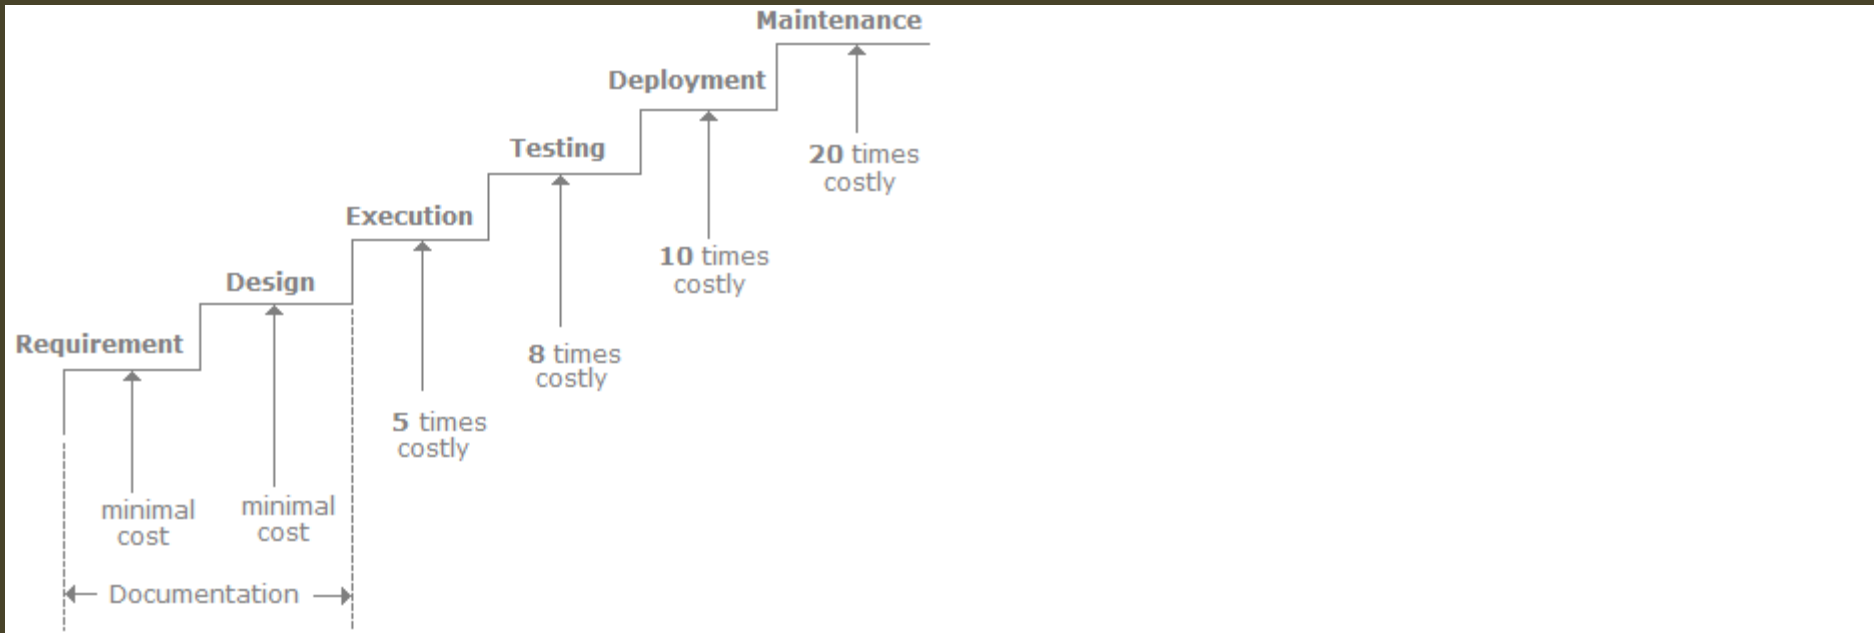 Maintenance
Deployment
Testing
20 times
costly
Execution
10 times
costly
Design
Requirement
8 times
costly
5 times
costly
minimal
cost
minimal
cost
Documentation